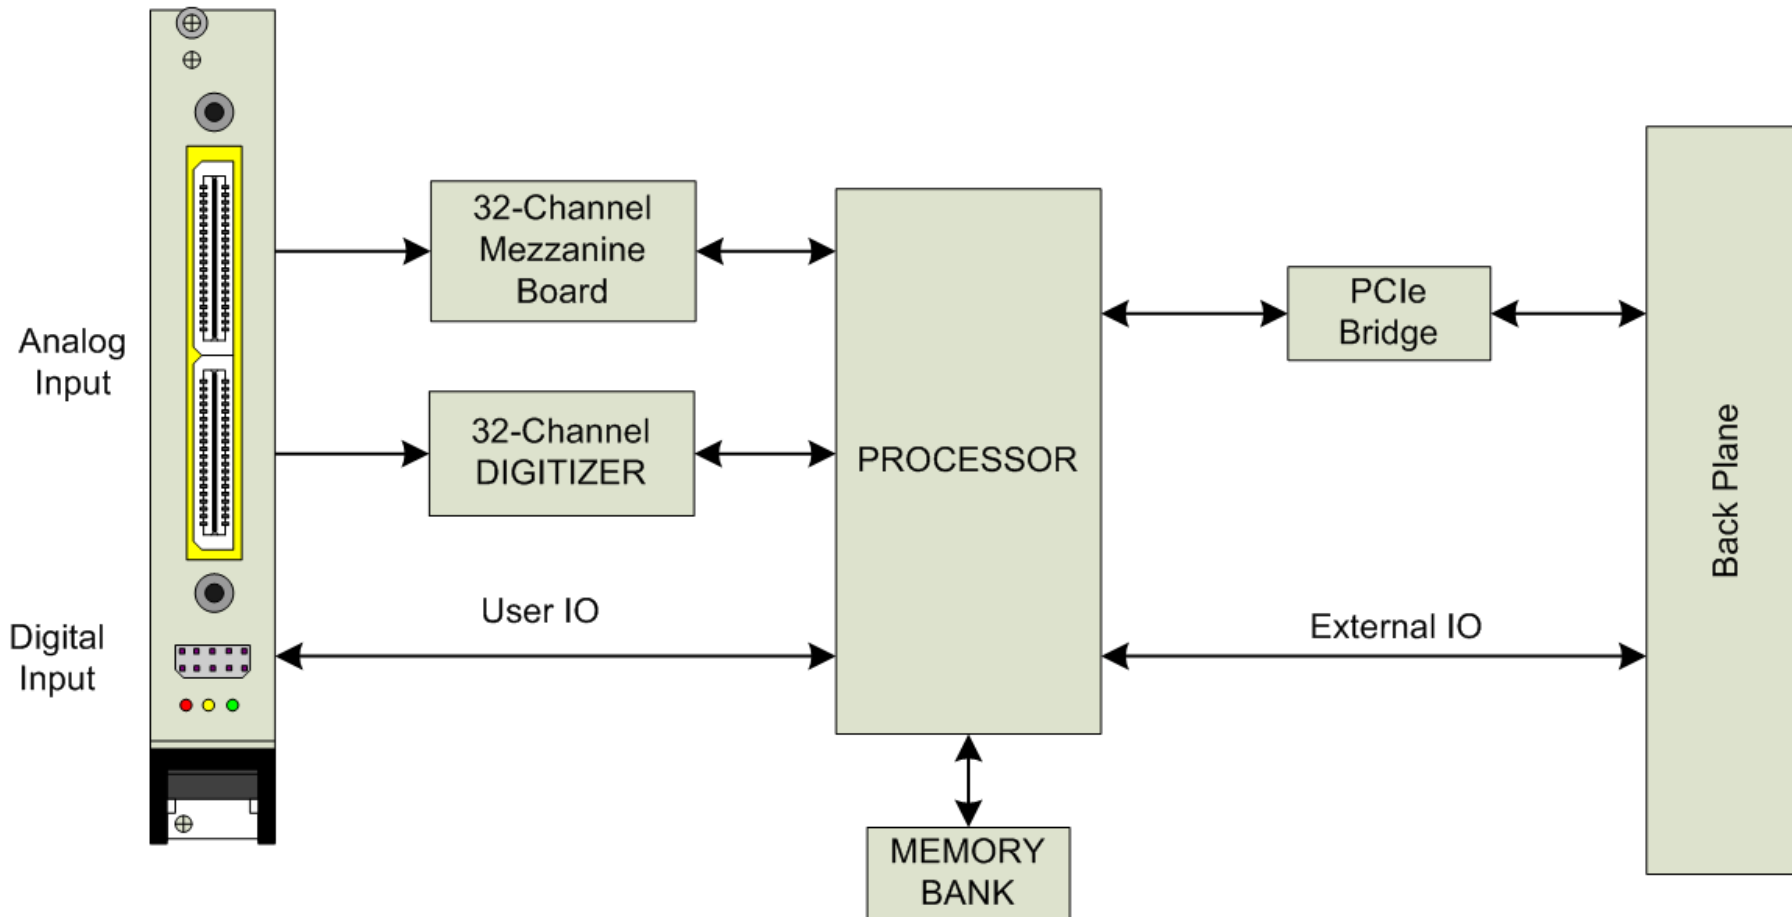 Analog
Input
Digital
Input
32-Channel
Mezzanine
Board
32-Channel
DIGITIZER
User IO
PROCESSOR
MEMORY
BANK
PCIe
Bridge
External IO
Back Plane